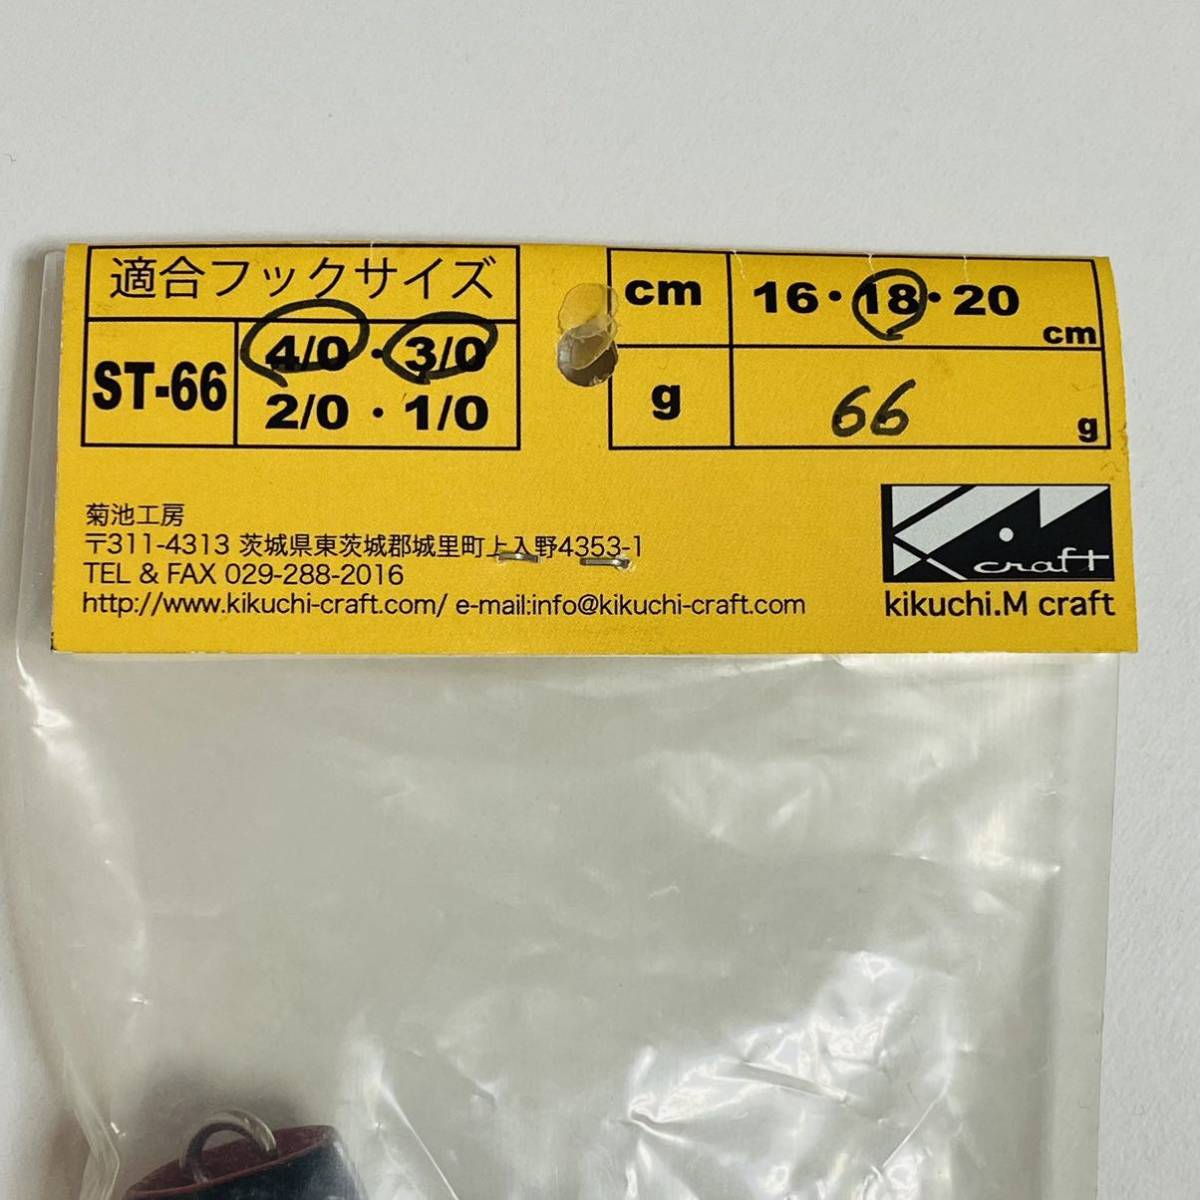 適合フックサイズ
ST-66
4/0・3/0
2/0・1/0
cm
16・18・20
cm
g
66
g
菊池工房
〒311-4313 茨城県東茨城郡城里町上入野4353-1
TEL & FAX 029-288-2016
http://www.kikuchi-craft.com/ e-mail:info@kikuchi-craft.com
KM craft
kikuchi.M craft